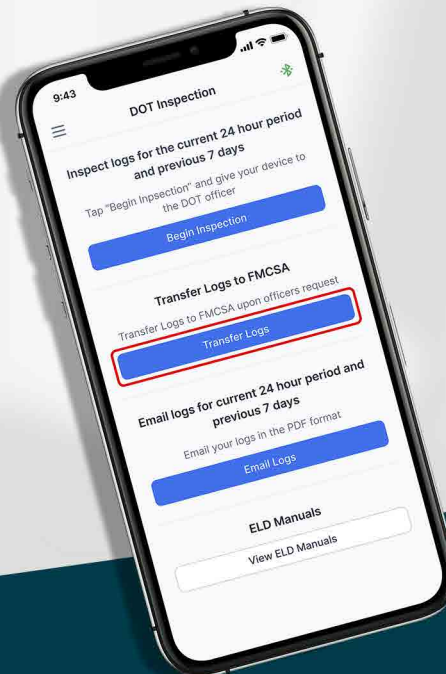 9:43
DOT Inspection
Inspect logs for the current 24 hour period
and previous 7 days
Tap "Begin Inpsection" and give your device to
the DOT officer
Begin Inspection
Transfer Logs to FMCSA
Transfer Logs to FMCSA upon officers request
Transfer Logs
Email logs for current 24 hour period and
previous 7 days
Email your logs in the PDF format
Email Logs
ELD Manuals
View ELD Manuals